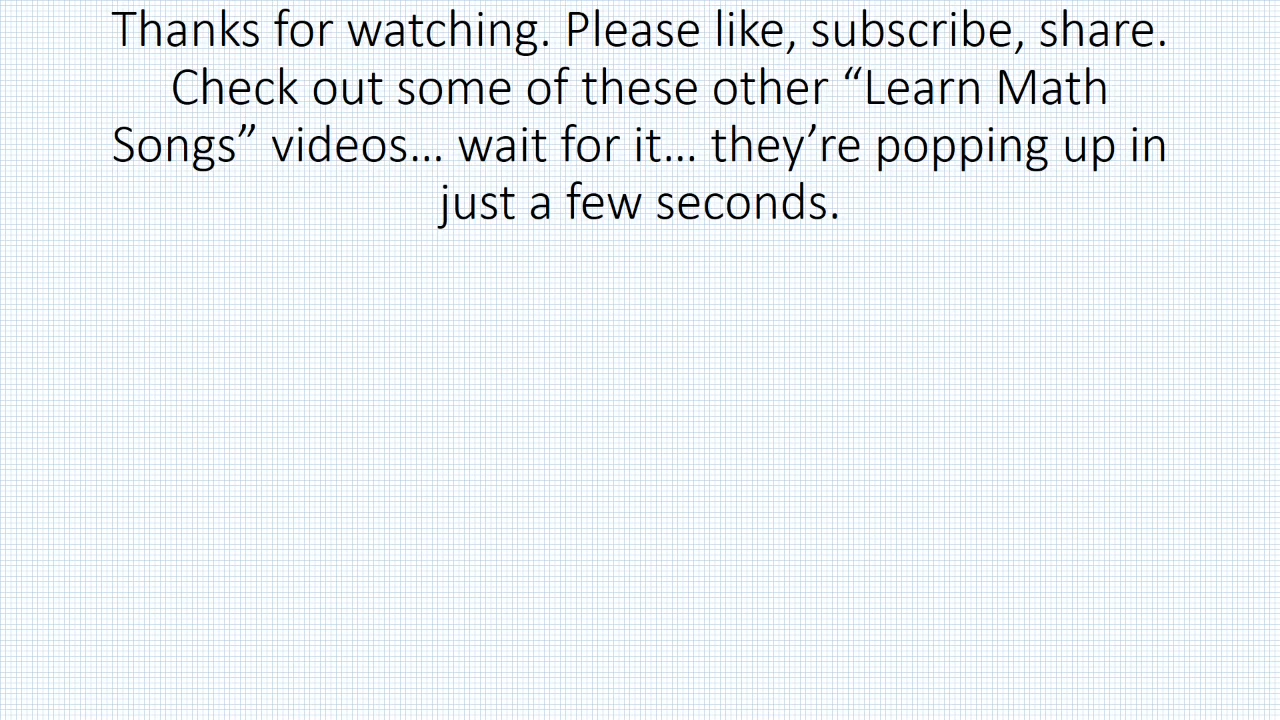 Thanks for watching. Please like, subscribe, share.
Check out some of these other “Learn Math
Songs” videos… wait for it… they’re popping up in
just a few seconds.